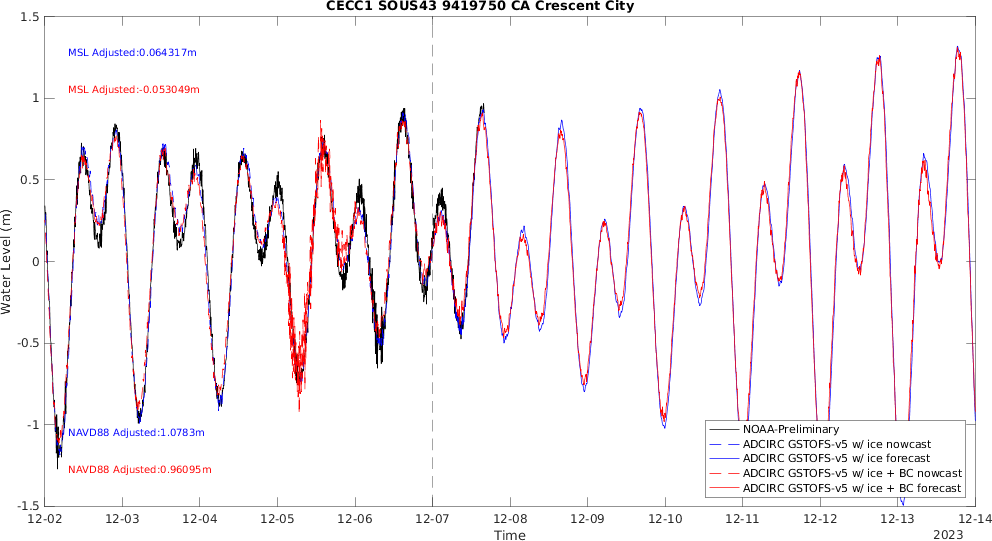 CECC1 SOUS43 9419750 CA Crescent City
1.5
MSL Adjusted:0.064317m
MSL Adjusted:-0.053049m
1
0.5
Water Level (m)
0
-0.5
-1
NAVD88 Adjusted:1.0783m
NAVD88 Adjusted:0.96095m
NOAA-Preliminary
ADCIRC GSTOFS-v5 w/ ice nowcast
ADCIRC GSTOFS-v5 w/ ice forecast
ADCIRC GSTOFS-v5 w/ ice + BC nowcast
ADCIRC GSTOFS-v5 w/ ice + BC forecast
-1.5
12-02 12-03 12-04 12-05 12-06 12-07 12-08 12-09 12-10 12-11 12-12 12-13 12-14
Time
2023